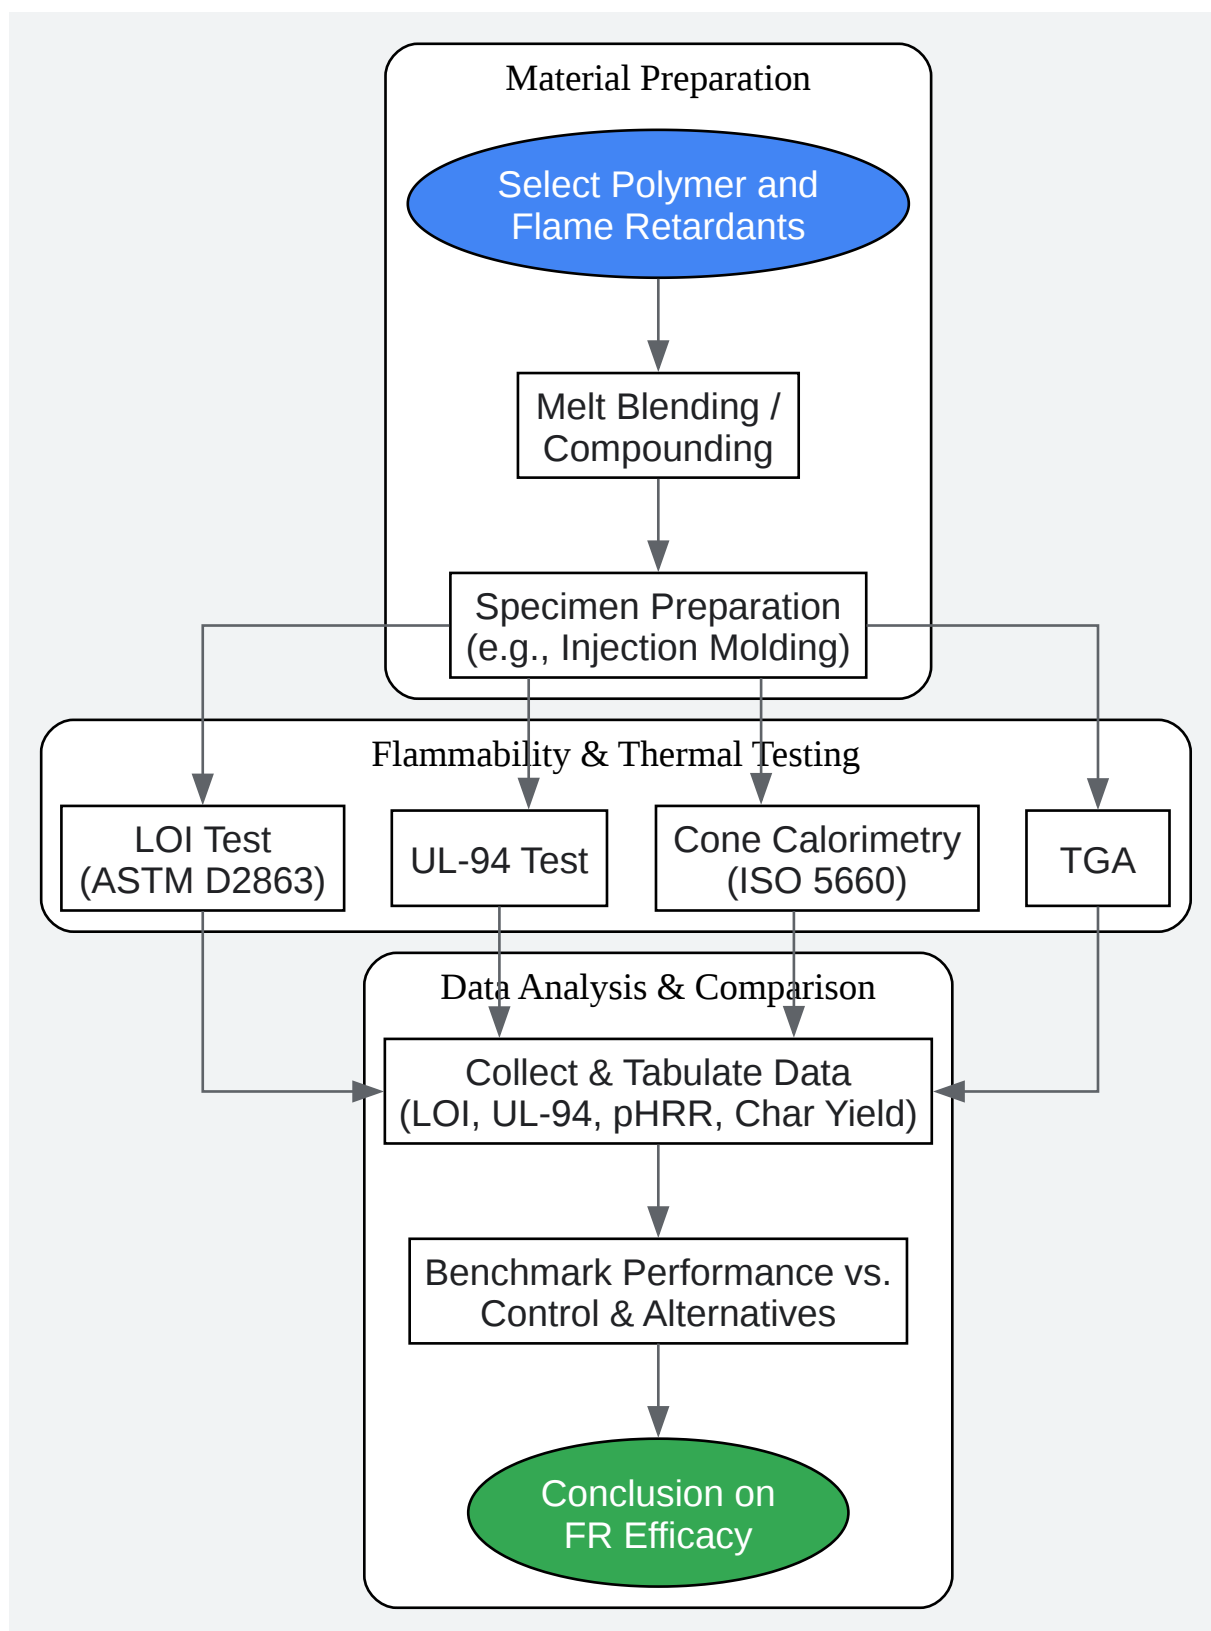 Material Preparation
Select Polymer and
Flame Retardants
Melt Blending /
Compounding
Specimen Preparation
(e.g., Injection Molding)
Flammability & Thermal Testing
LOI Test
(ASTM D2863)
UL-94 Test
Cone Calorimetry
(ISO 5660)
TGA
Data Analysis & Comparison
Collect & Tabulate Data
(LOI, UL-94, pHRR, Char Yield)
Benchmark Performance vs.
Control & Alternatives
Conclusion on
FR Efficacy